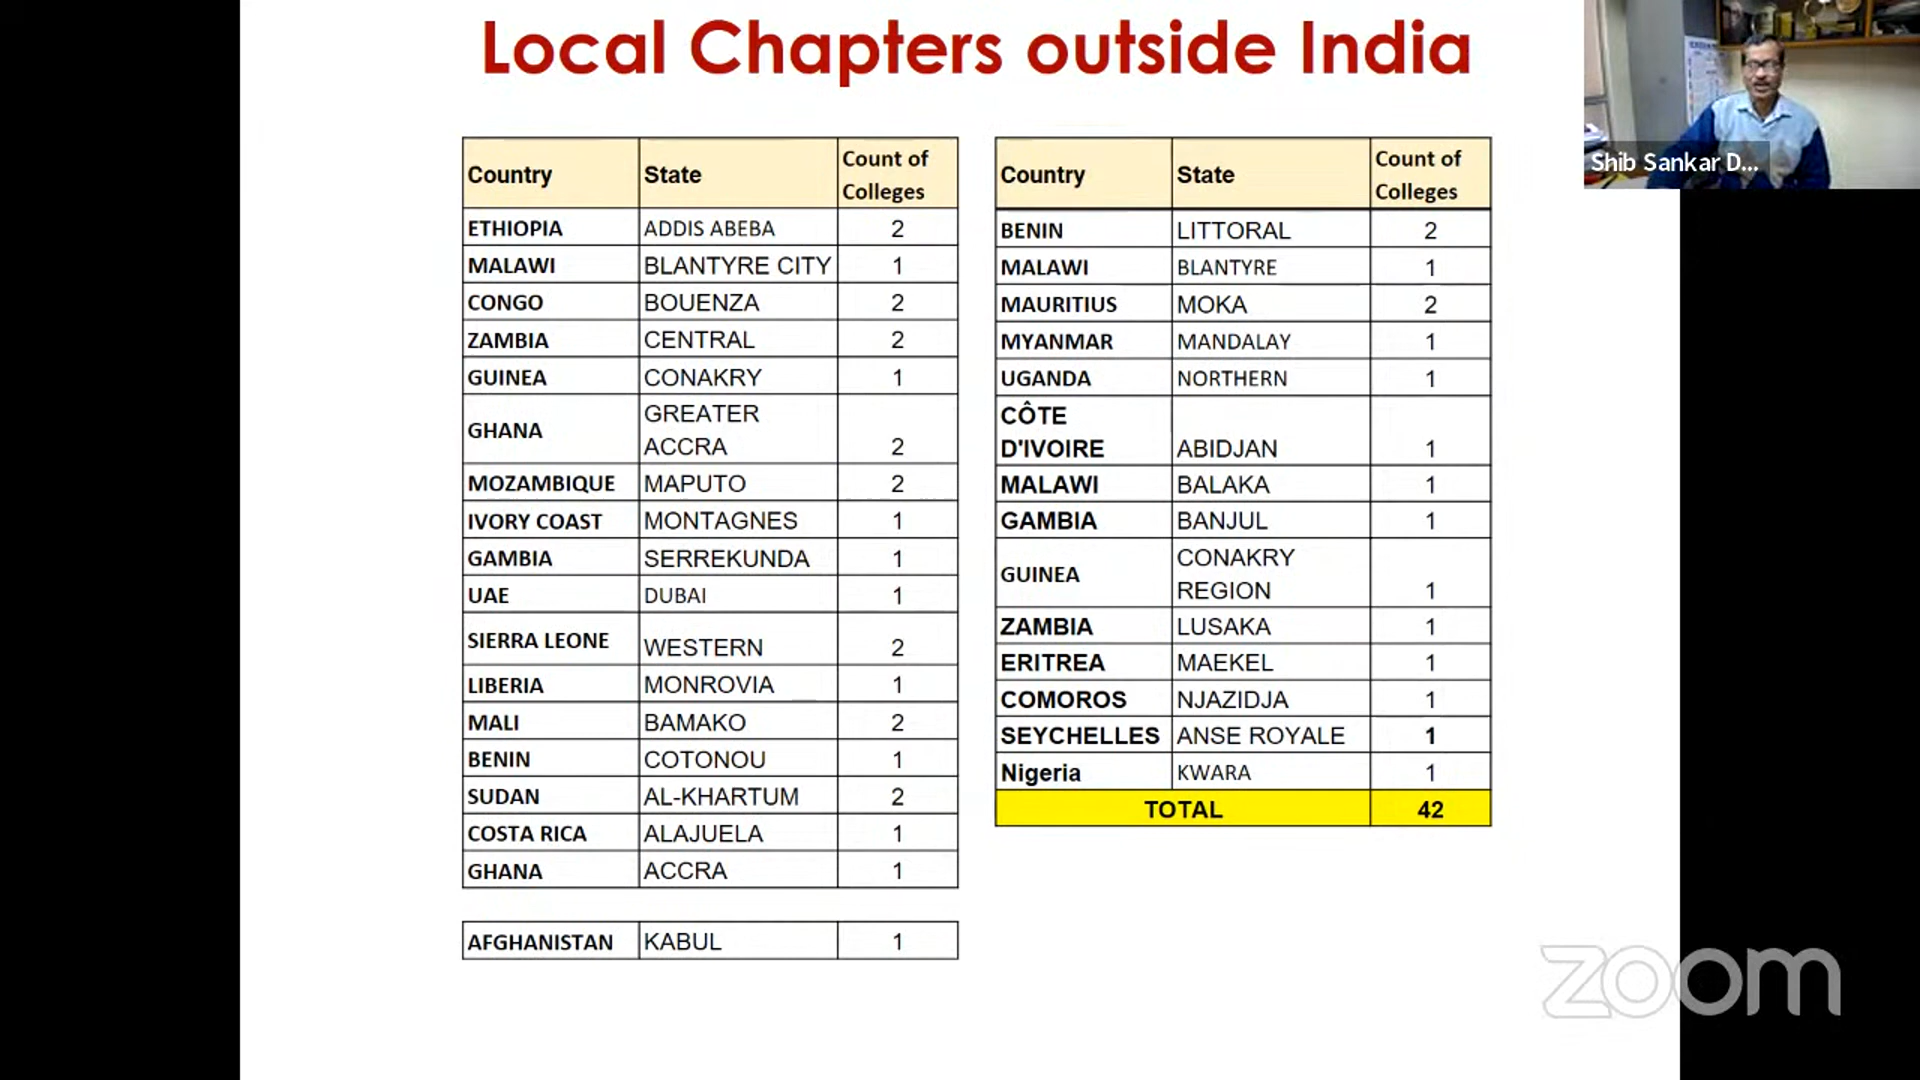 Local Chapters outside India
Shib Sankar D...
Country State Count of Colleges
ETHIOPIA ADDIS ABEBA 2
MALAWI BLANTYRE CITY 1
CONGO BOUENZA 2
ZAMBIA CENTRAL 2
GUINEA CONAKRY 1
GHANA GREATER ACCRA 2
MOZAMBIQUE MAPUTO 2
IVORY COAST MONTAGNES 1
GAMBIA SERREKUNDA 1
UAE DUBAI 1
SIERRA LEONE WESTERN 2
LIBERIA MONROVIA 1
MALI BAMAKO 2
BENIN COTONOU 1
SUDAN AL-KHARTUM 2
COSTA RICA ALAJUELA 1
GHANA ACCRA 1
AFGHANISTAN KABUL 1
Country State Count of Colleges
BENIN LITTORAL 2
MALAWI BLANTYRE 1
MAURITIUS MOKA 2
MYANMAR MANDALAY 1
UGANDA NORTHERN 1
CÔTE D'IVOIRE ABIDJAN 1
MALAWI BALAKA 1
GAMBIA BANJUL 1
GUINEA CONAKRY REGION 1
ZAMBIA LUSAKA 1
ERITREA MAEKEL 1
COMOROS NJAZIDJA 1
SEYCHELLES ANSE ROYALE 1
Nigeria KWARA 1
TOTAL 42
zoom